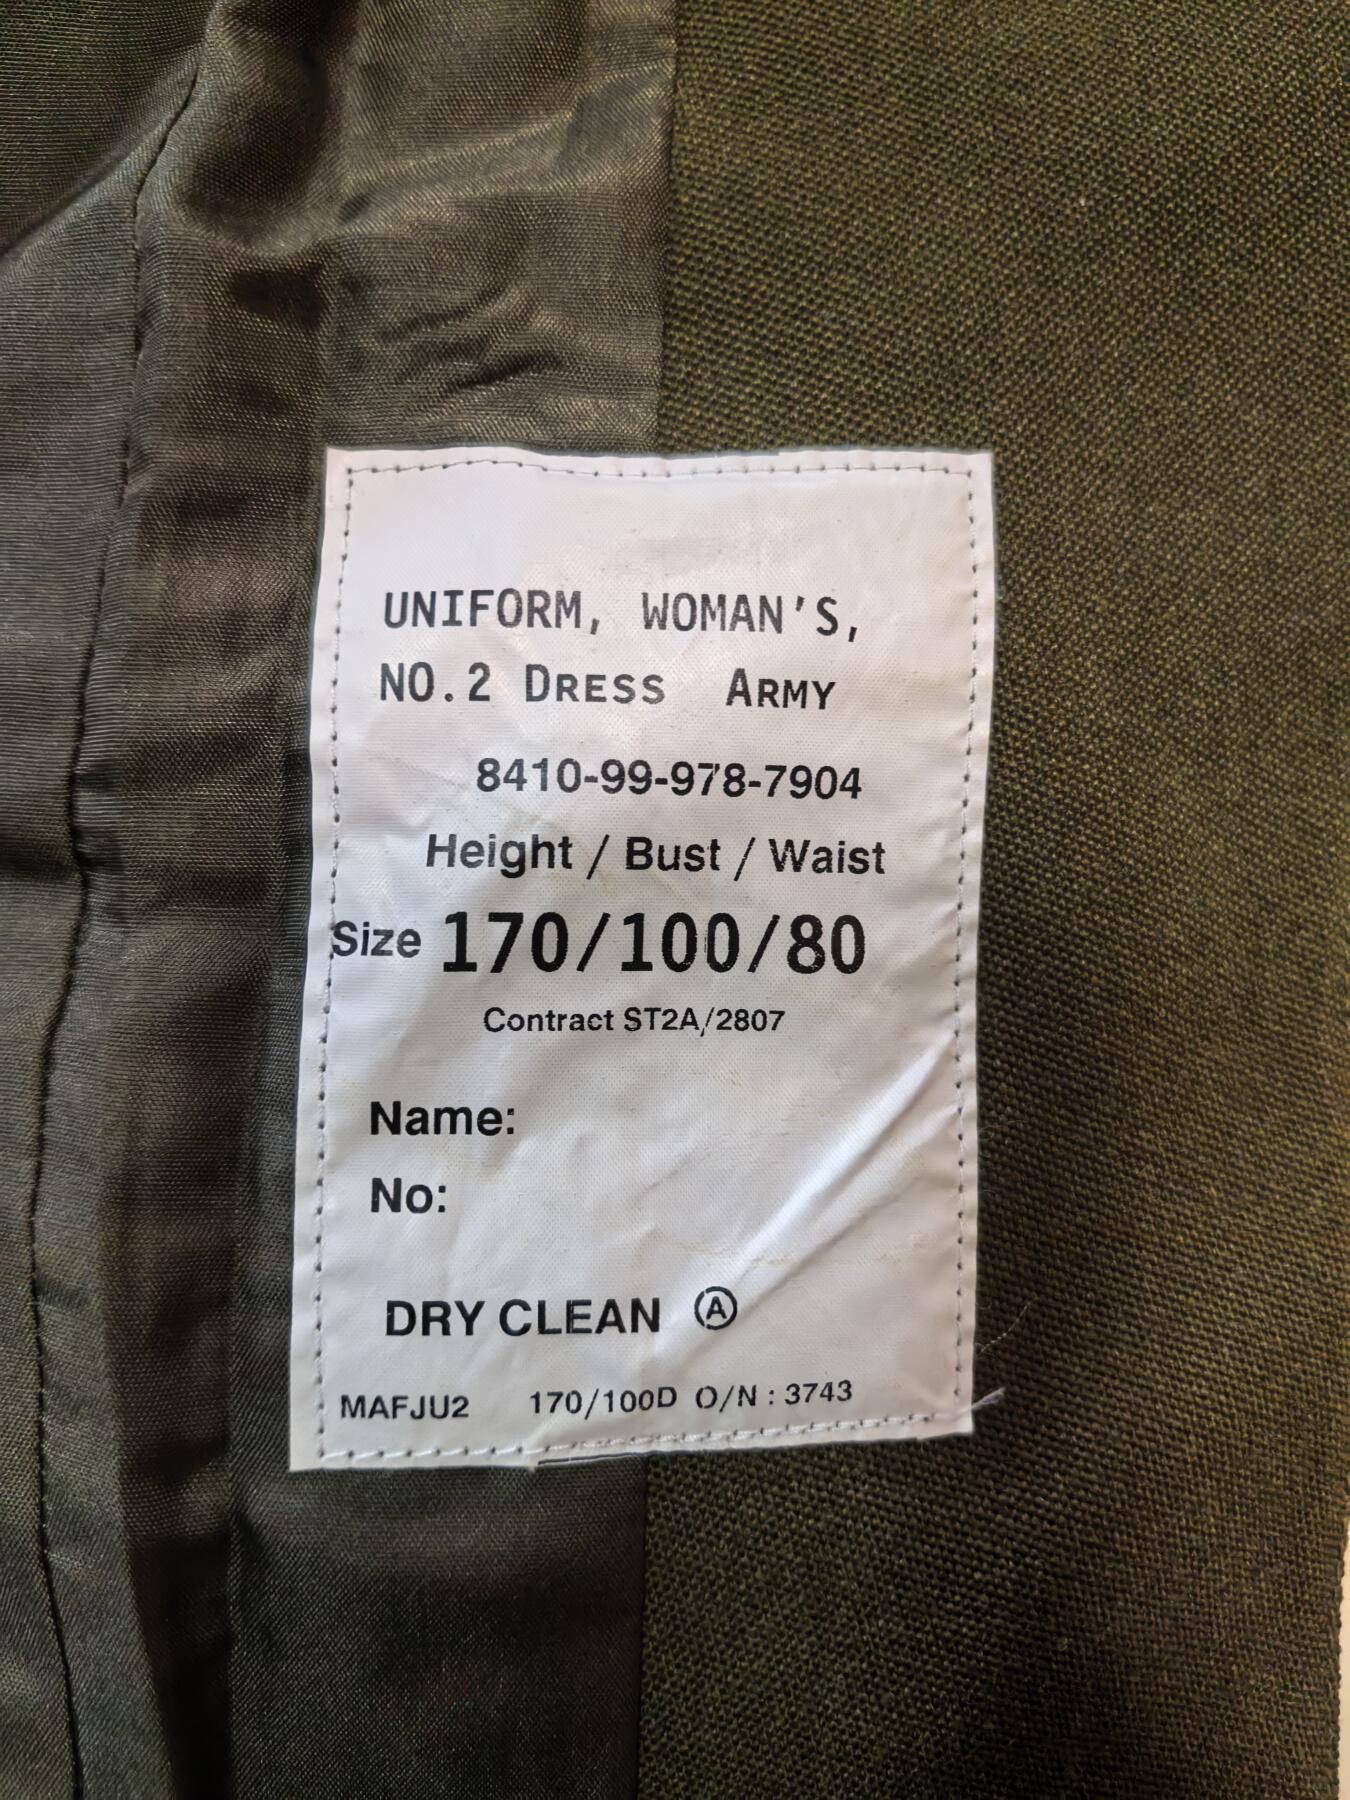 UNIFORM, WOMAN'S,
NO.2 DRESS ARMY
8410-99-978-7904
Height / Bust / Waist
Size 170/100/80
Contract ST2A/2807
Name:
No:
DRY CLEAN Ⓐ
MAFJU2 170/100D O/N : 3743